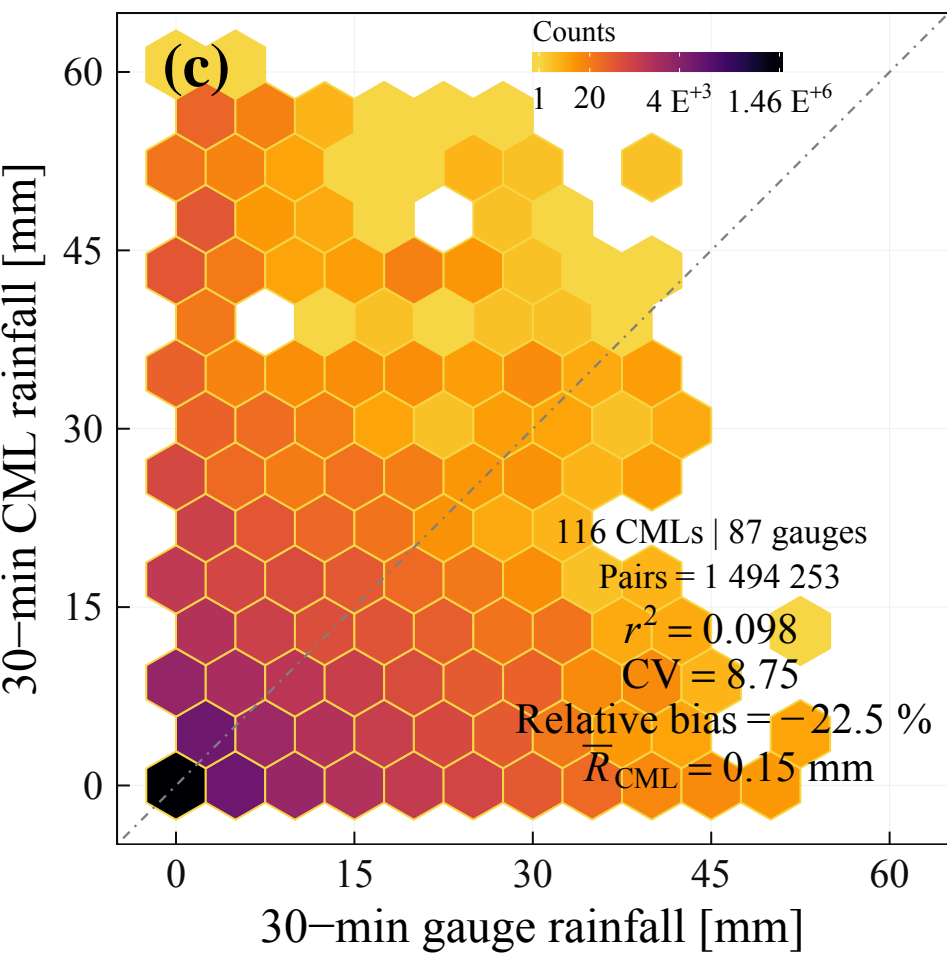 (c)
Counts
1 20 4 E+3 1.46 E+6
60
45
30
15
0
30−min CML rainfall [mm]
116 CMLs | 87 gauges
Pairs = 1 494 253
r² = 0.098
CV = 8.75
Relative bias = −22.5 %
R̅CML = 0.15 mm
0 15 30 45 60
30−min gauge rainfall [mm]